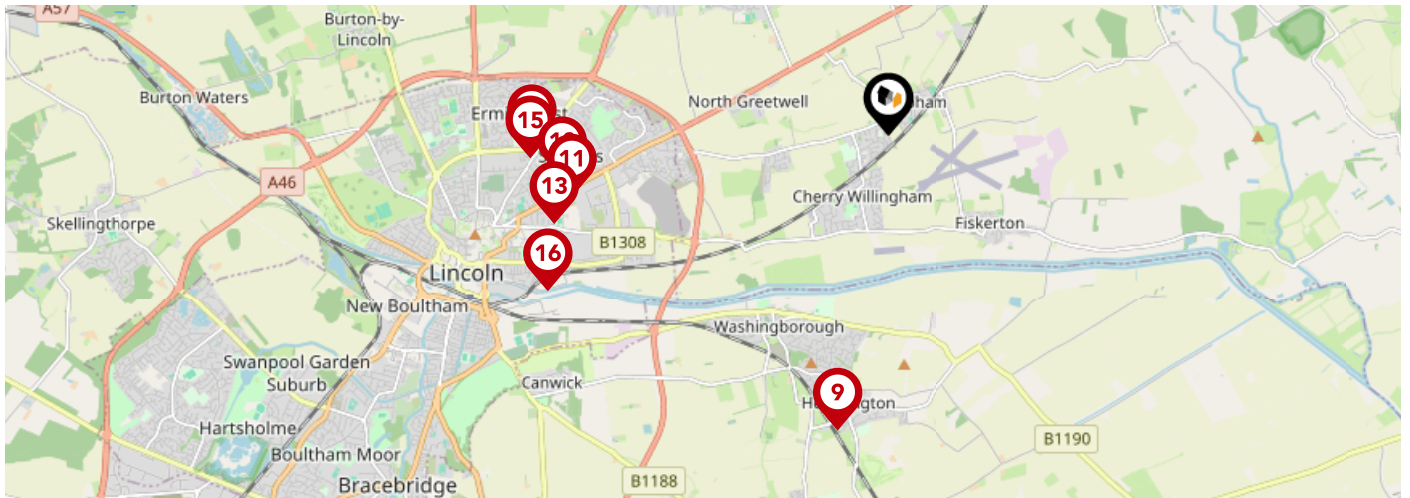 A57
Burton-by-
Lincoln
Burton Waters
North Greetwell
15
11
13
A46
Cherry Willingham
Skellingthorpe
Fiskerton
B1308
16
Lincoln
New Boultham
Washingborough
Swanpool Garden
Suburb
Canwick
9
Hartsholme
B1190
Boultham Moor
B1188
Bracebridge